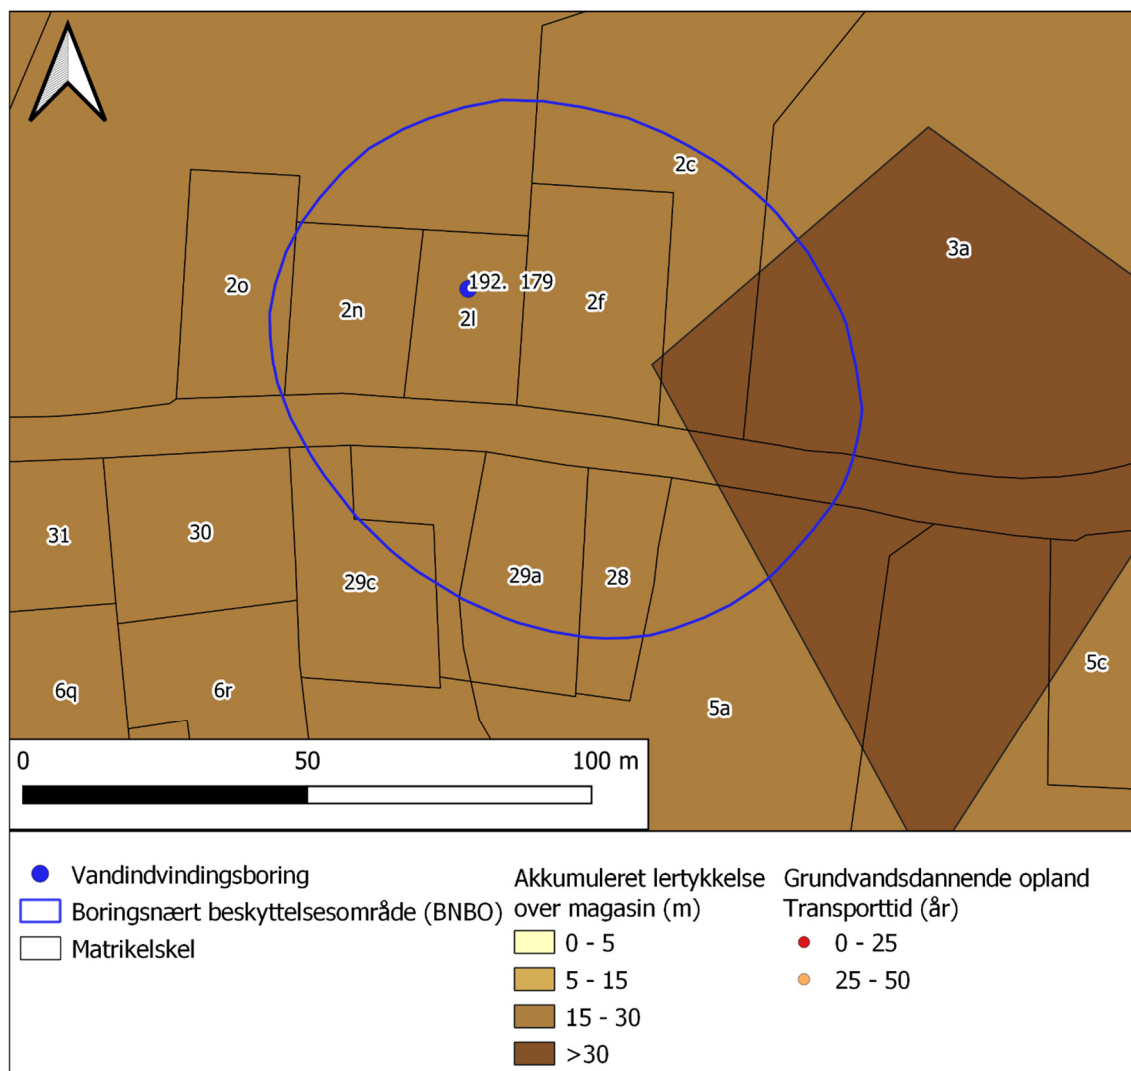 2c
3a
192. 179
2o
2n
2l
2f
31
30
29c
29a
28
6q
6r
5a
5c
0 50 100 m
Vandindvindingsboring
Boringsnært beskyttelsesområde (BNBO)
Matrikelskel
Akkumuleret lertykkelse
over magasin (m)
0 - 5
5 - 15
15 - 30
>30
Grundvandsdannende opland
Transporttid (år)
0 - 25
25 - 50